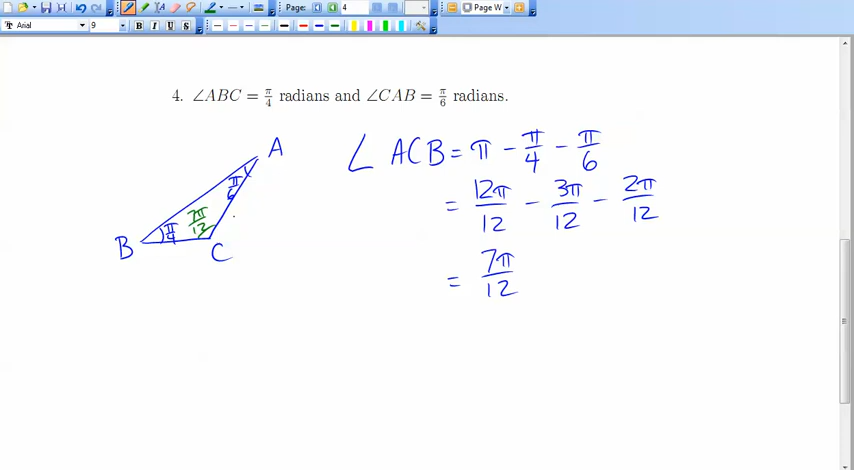 Arial 9 B I U S Page: 4 Page W
4. ∠ABC = π/4 radians and ∠CAB = π/6 radians.
A
π/6
7π/12
π/4
B
C
∠ ACB = π - π/4 - π/6
= 12π/12 - 3π/12 - 2π/12
= 7π/12